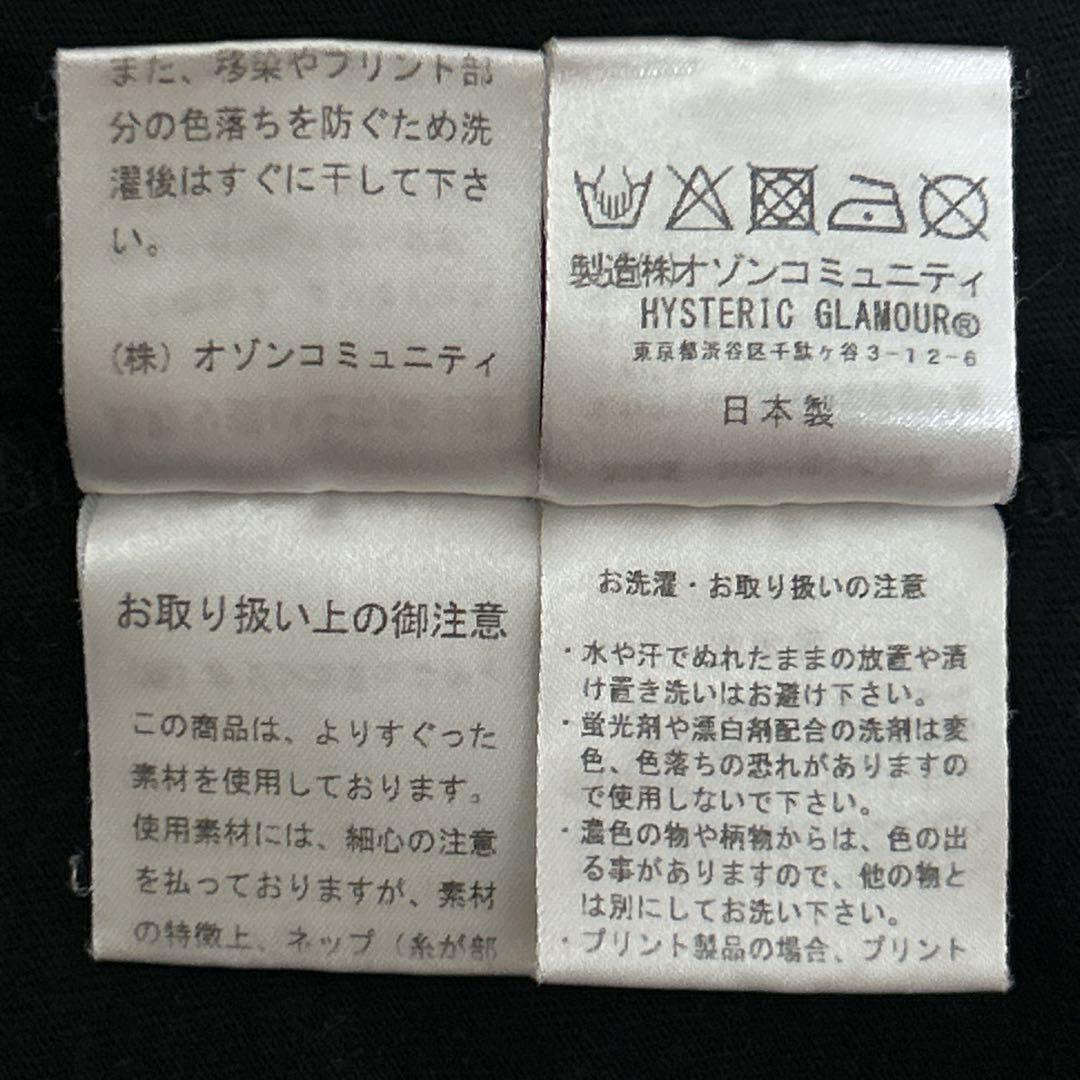 また、移染やプリント部
分の色落ちを防ぐため洗
濯後はすぐに干して下さ
い。
(株) オゾンコミュニティ
製造(株)オゾンコミュニティ
HYSTERIC GLAMOUR®
東京都渋谷区千駄ヶ谷3-12-6
日本製
お取り扱い上の御注意
この商品は、よりすぐった
素材を使用しております。
使用素材には、細心の注意
を払っておりますが、素材
の特徴上、ネップ (糸が部
お洗濯・お取り扱いの注意
・水や汗でぬれたままの放置や漬
け置き洗いはお避け下さい。
・蛍光剤や漂白剤配合の洗剤は変
色、色落ちの恐れがありますの
で使用しないで下さい。
・濃色の物や柄物からは、色の出
る事がありますので、他の物と
は別にしてお洗い下さい。
・プリント製品の場合、プリント